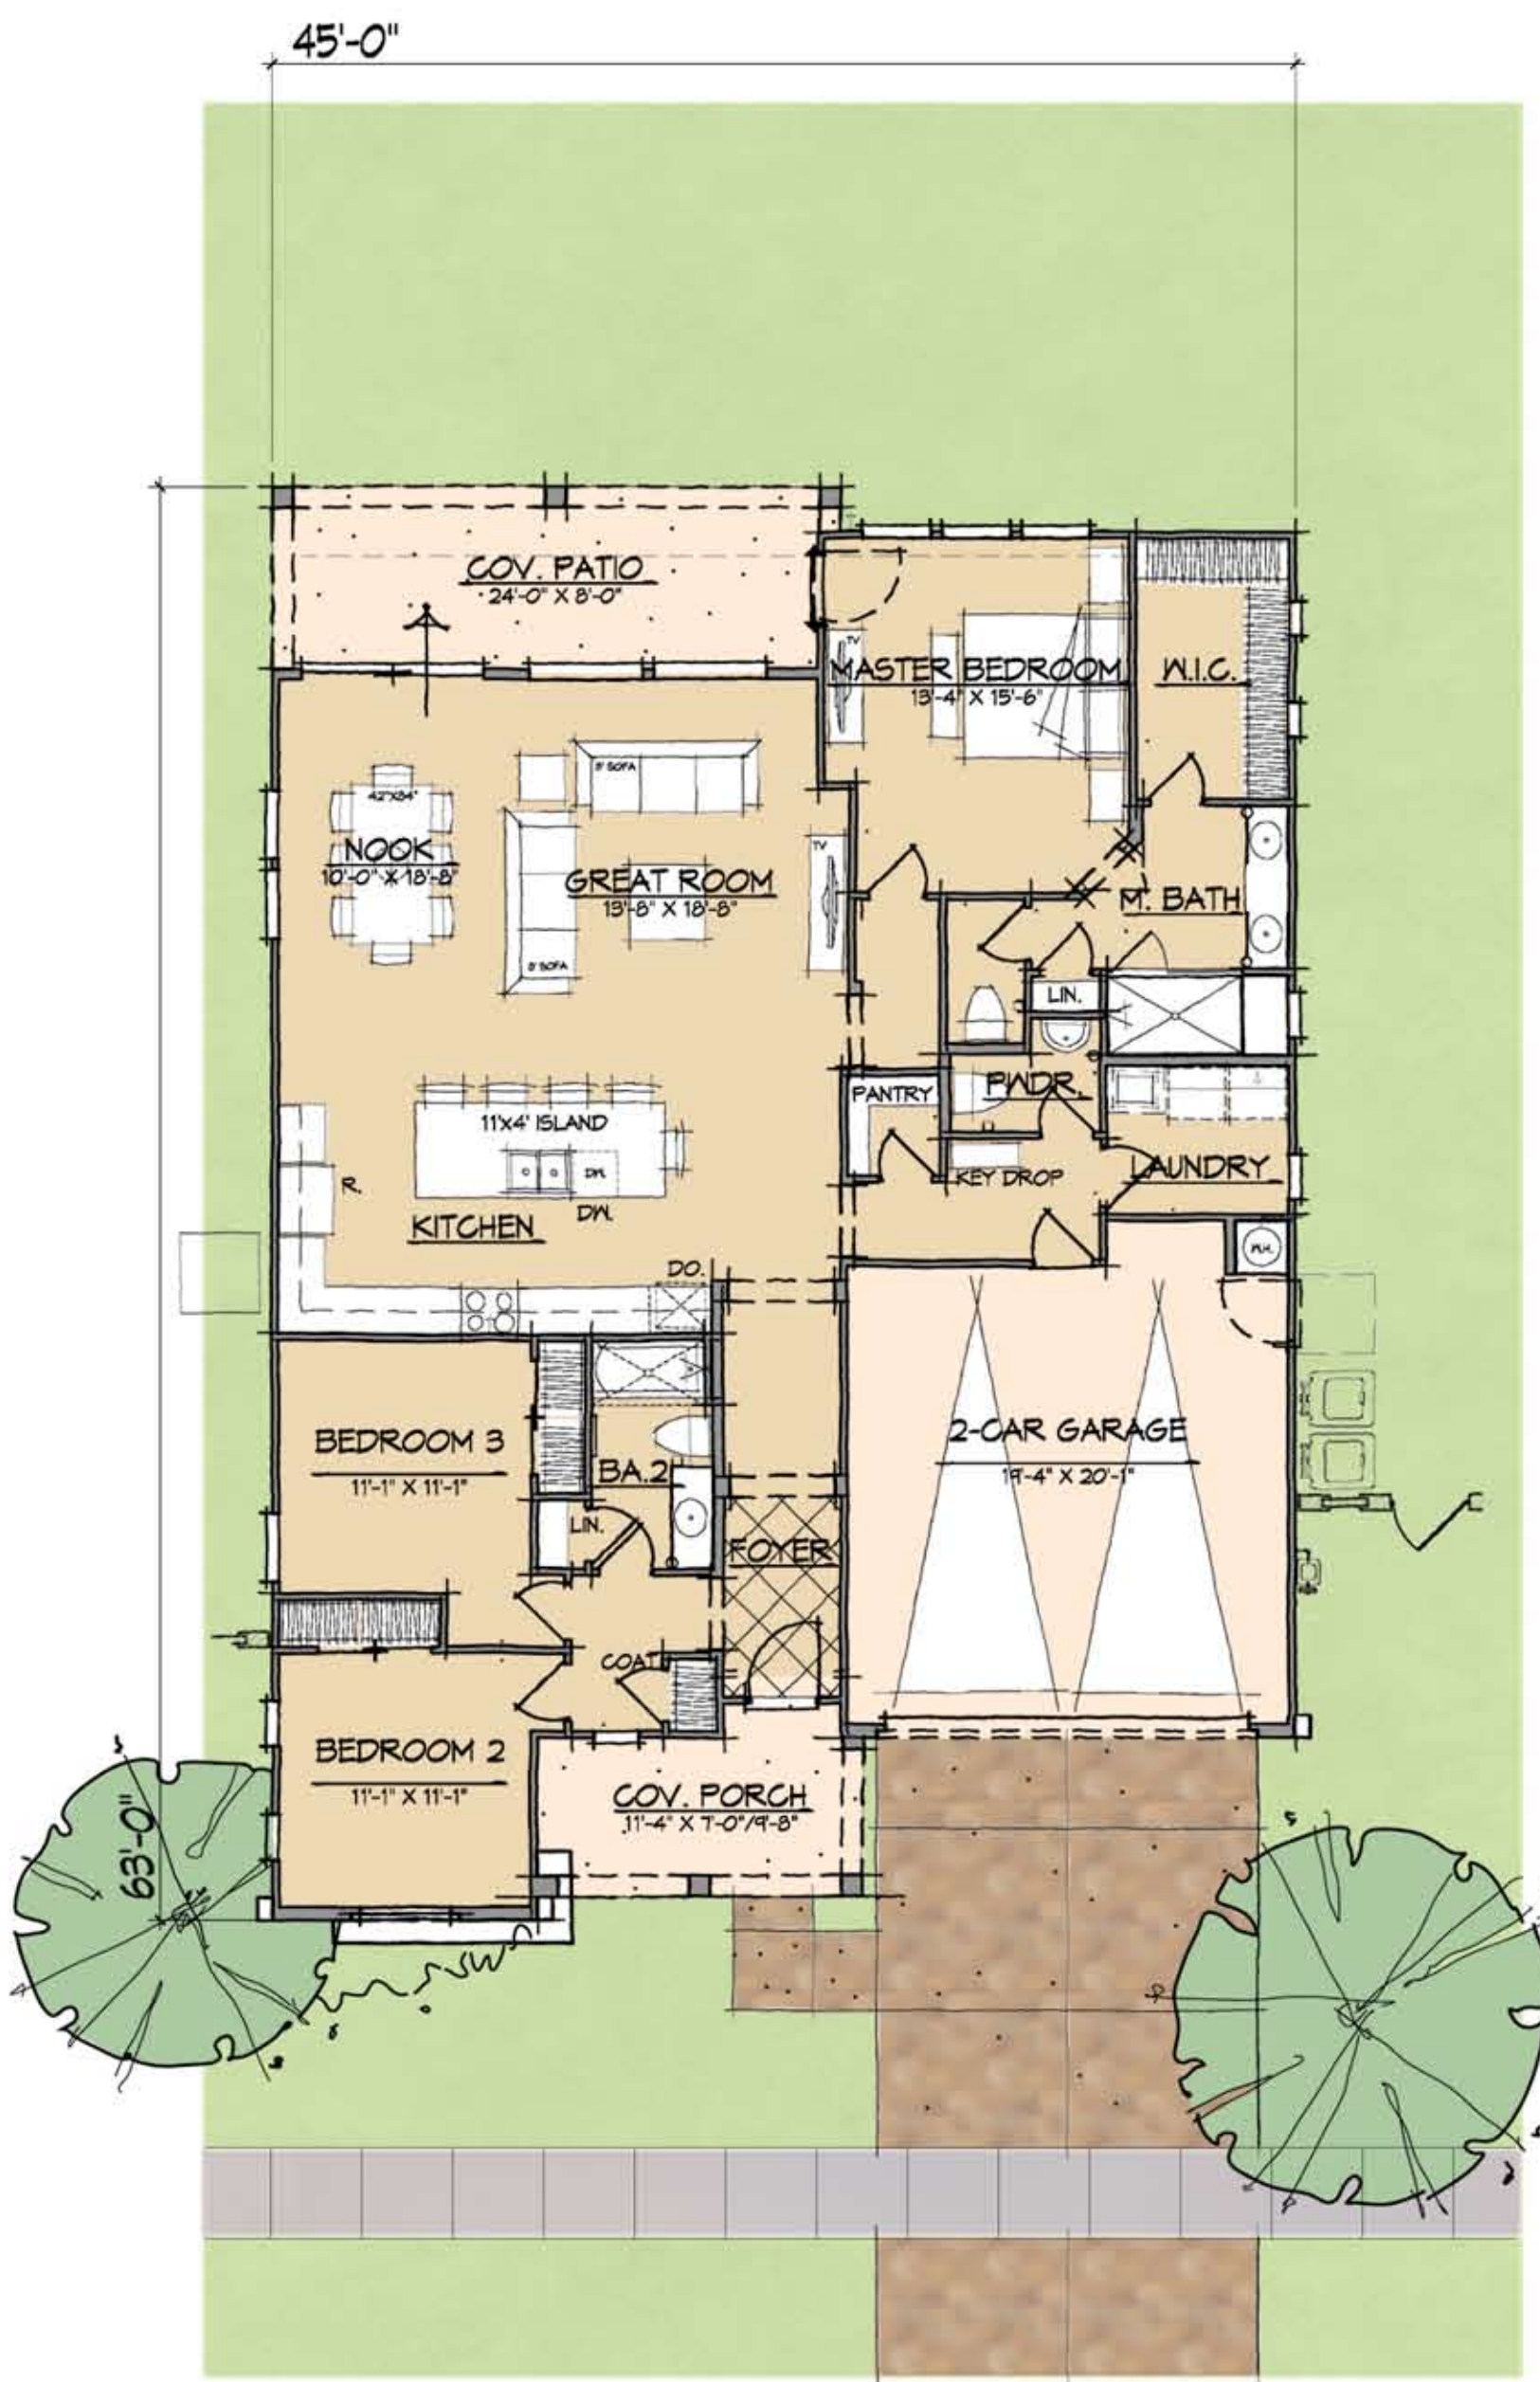 45'-0"
COV. PATIO
24'-0" X 8'-0"
TV
MASTER BEDROOM
13'-4" X 15'-6"
W.I.C.
8' SOFA
42"X84"
NOOK
10'-0" X 18'-8"
TV
GREAT ROOM
13'-8" X 18'-8"
M. BATH
8' SOFA
LIN.
PWDR.
PANTRY
11'x4' ISLAND
LAUNDRY
DW.
R.
KEY DROP
DW.
KITCHEN
W.H.
DO.
2-CAR GARAGE
19'-4" X 20'-1"
BEDROOM 3
11'-1" X 11'-1"
BA.2
LIN.
FOYER
COAT
BEDROOM 2
11'-1" X 11'-1"
COV. PORCH
11'-4" X 7'-0"/9'-8"
63'-0"